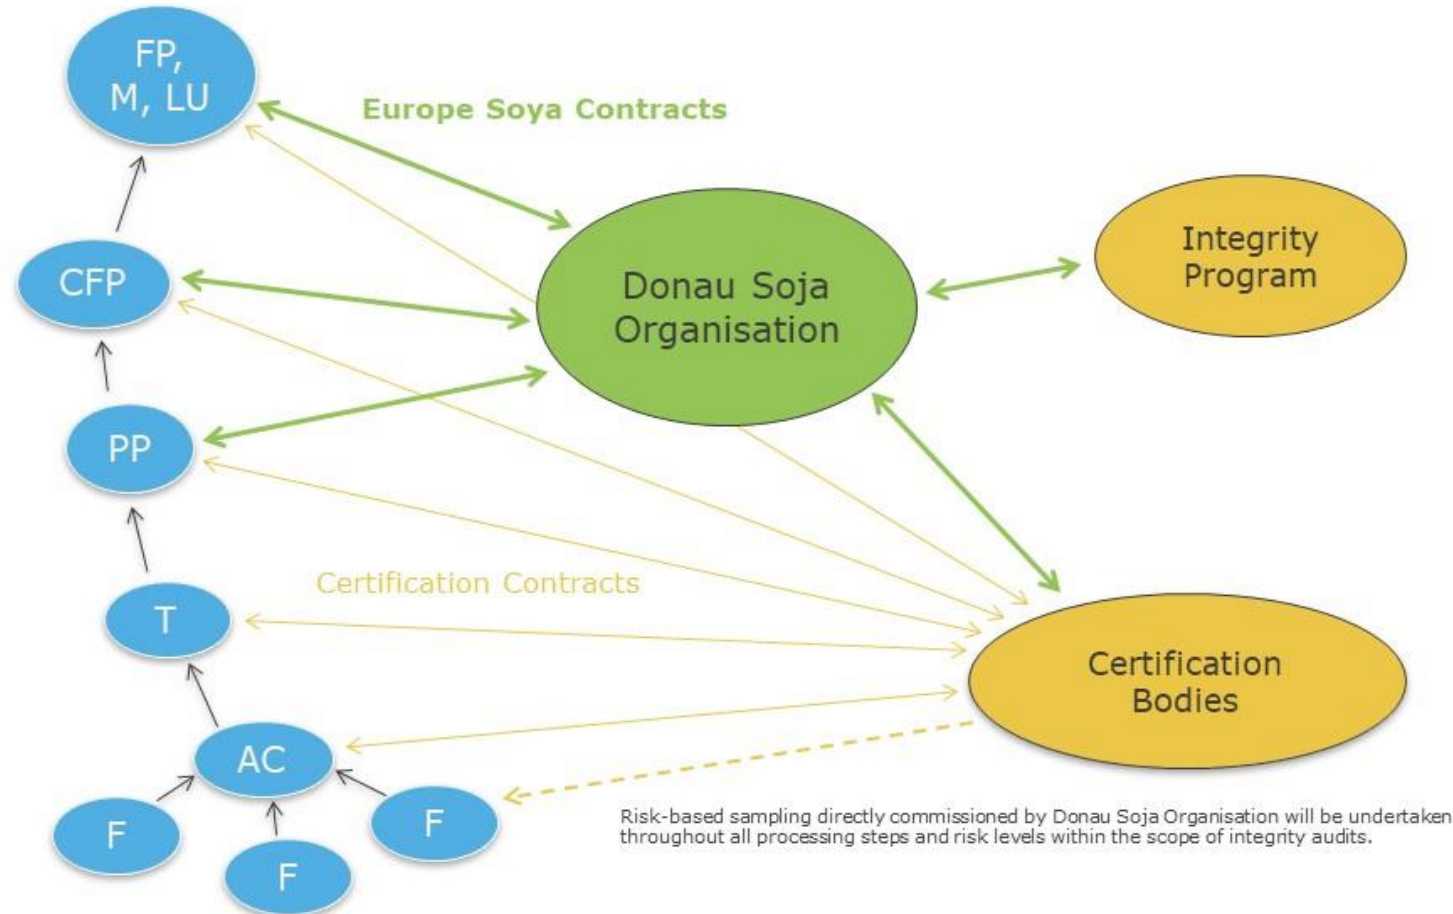 FP,
M, LU
Europe Soya Contracts
Integrity
Program
CFP
Donau Soja
Organisation
PP
Certification Contracts
T
Certification
Bodies
AC
F
F
F
Risk-based sampling directly commissioned by Donau Soja Organisation will be undertaken
throughout all processing steps and risk levels within the scope of integrity audits.